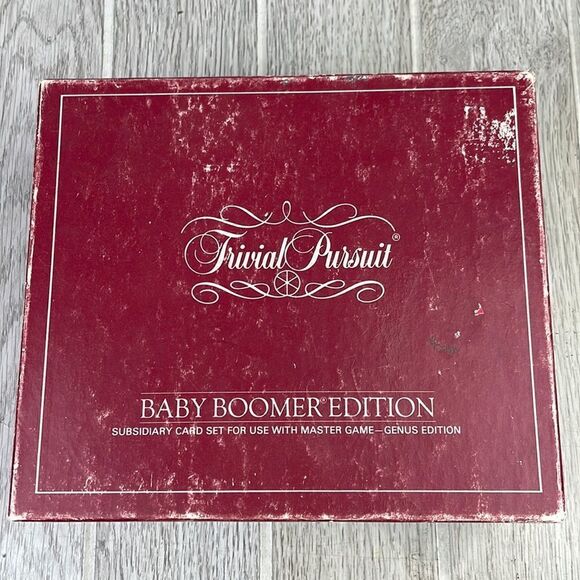 Trivial Pursuit®
BABY BOOMER® EDITION
SUBSIDIARY CARD SET FOR USE WITH MASTER GAME—GENUS EDITION